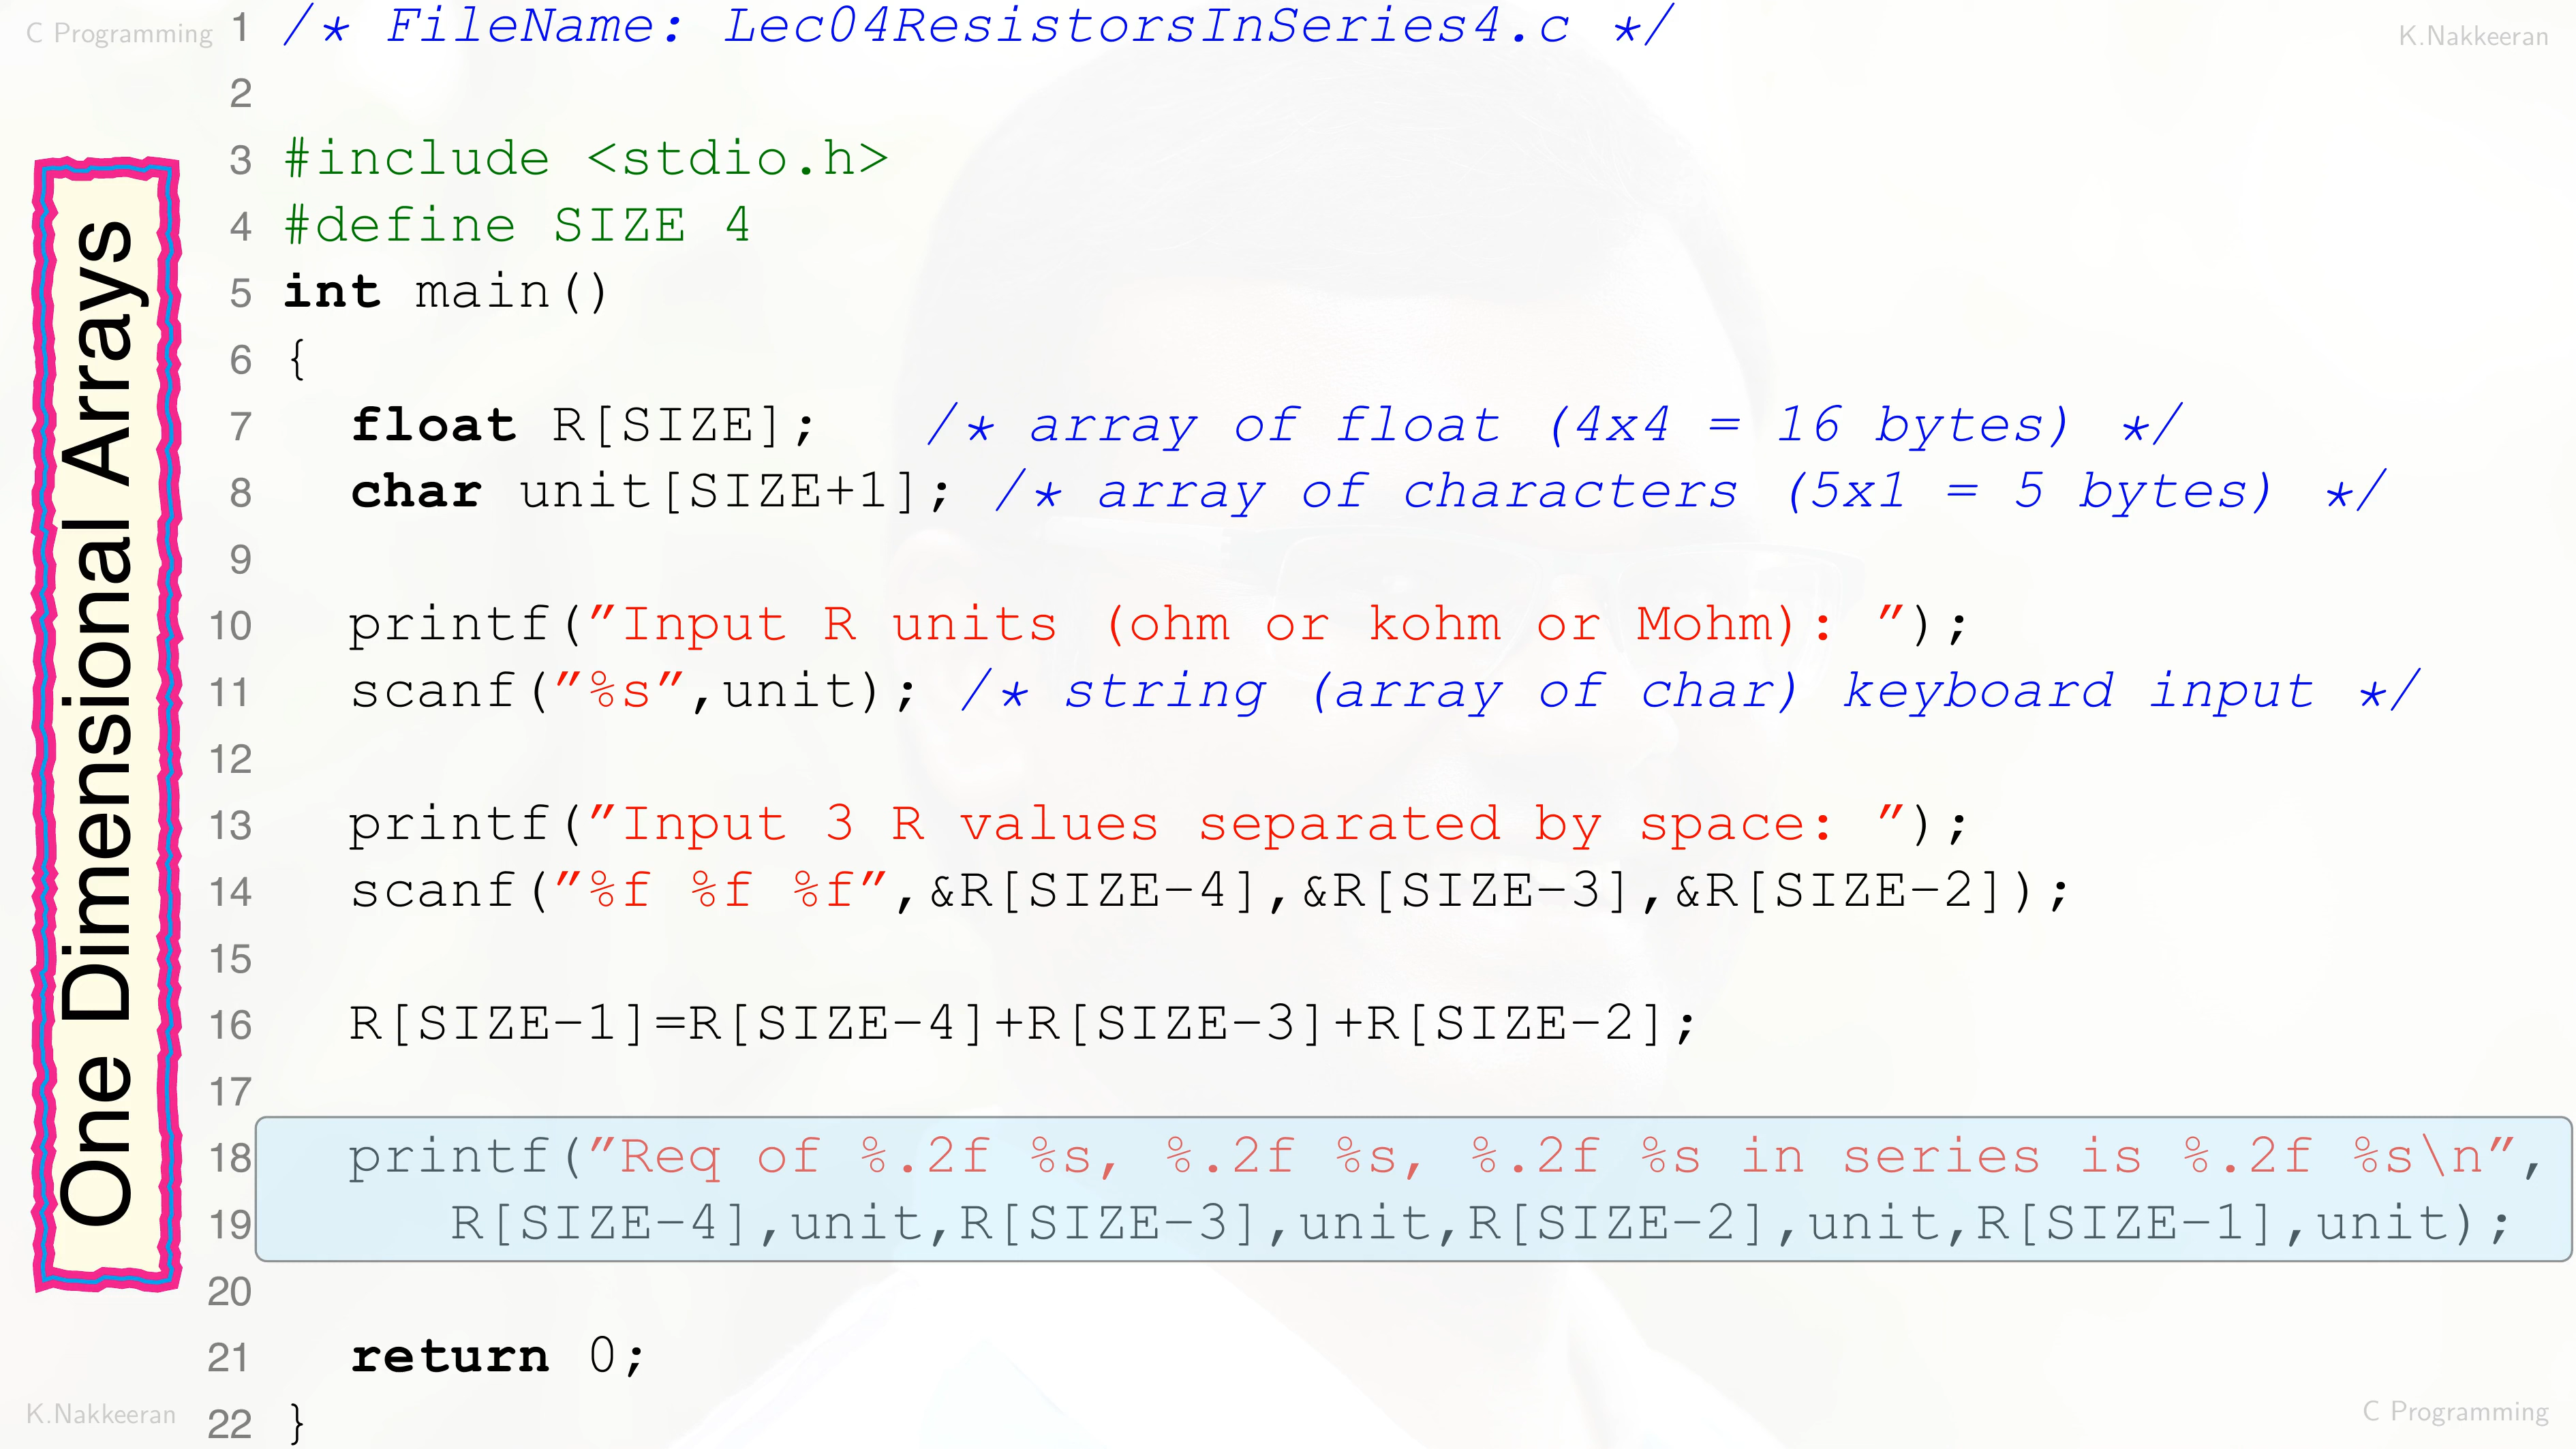 C Programming
K.Nakkeeran
One Dimensional Arrays
1 /* FileName: Lec04ResistorsInSeries4.c */
2
3 #include <stdio.h>
4 #define SIZE 4
5 int main()
6 {
7   float R[SIZE];   /* array of float (4x4 = 16 bytes) */
8   char unit[SIZE+1]; /* array of characters (5x1 = 5 bytes) */
9
10   printf("Input R units (ohm or kohm or Mohm): ");
11   scanf("%s",unit); /* string (array of char) keyboard input */
12
13   printf("Input 3 R values separated by space: ");
14   scanf("%f %f %f",&R[SIZE-4],&R[SIZE-3],&R[SIZE-2]);
15
16   R[SIZE-1]=R[SIZE-4]+R[SIZE-3]+R[SIZE-2];
17
18   printf("Req of %.2f %s, %.2f %s, %.2f %s in series is %.2f %s\n",
19      R[SIZE-4],unit,R[SIZE-3],unit,R[SIZE-2],unit,R[SIZE-1],unit);
20
21   return 0;
22 }
K.Nakkeeran
C Programming